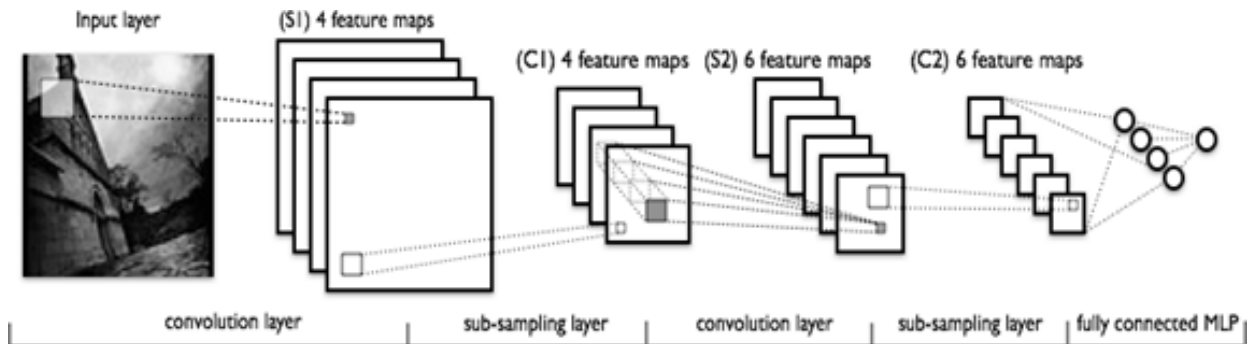 Input layer
(S1) 4 feature maps
(C1) 4 feature maps
(S2) 6 feature maps
(C2) 6 feature maps
convolution layer
sub-sampling layer
convolution layer
sub-sampling layer
fully connected MLP